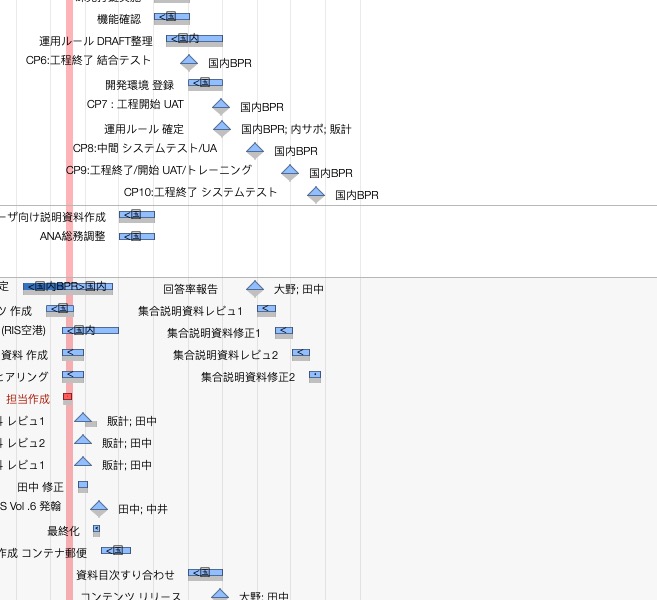 機能確認 <国
運用ルール DRAFT整理 <国内
CP6:工程終了 結合テスト 国内BPR
開発環境 登録 <国
CP7 : 工程開始 UAT 国内BPR
運用ルール 確定 国内BPR; 内サポ; 販計
CP8:中間 システムテスト/UA 国内BPR
CP9:工程終了/開始 UAT/トレーニング 国内BPR
CP10:工程終了 システムテスト 国内BPR
ーザ向け説明資料作成 <国
ANA総務調整 <国
定 <国内BPR>国内 回答率報告 大野; 田中
ツ 作成 <国 集合説明資料レビュ1 <
(RIS空港) <国内 集合説明資料修正1 <
資料 作成 < 集合説明資料レビュ2 <
ヒアリング < 集合説明資料修正2
担当作成
レビュ1 販計; 田中
レビュ2 販計; 田中
レビュ1 販計; 田中
田中 修正
S Vol .6 発翰 田中; 中井
最終化 <
作成 コンテナ郵便 <国
資料目次すり合わせ <国
コンテンツ リリース 大野; 田中